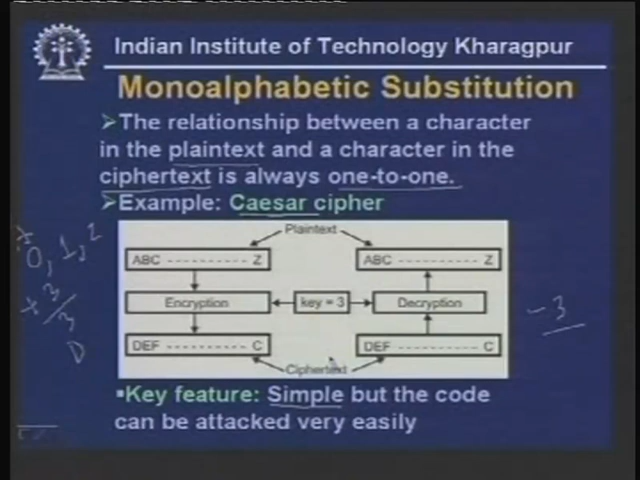 Indian Institute of Technology Kharagpur
Monoalphabetic Substitution
➢The relationship between a character
in the plaintext and a character in the
ciphertext is always one-to-one.
➢Example: Caesar cipher
Plaintext
ABC ---------- Z
ABC ---------- Z
0, 1, 2
Encryption
key = 3
Decryption
+ 3
- 3
3
D
DEF ---------- C
DEF ---------- C
Ciphertext
▪Key feature: Simple but the code
can be attacked very easily